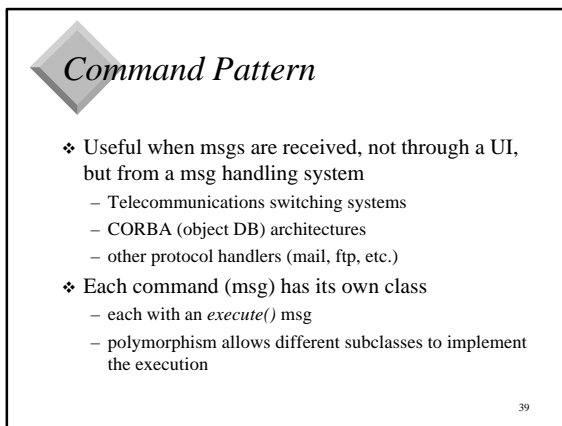 Command Pattern
❖ Useful when msgs are received, not through a UI,
but from a msg handling system
– Telecommunications switching systems
– CORBA (object DB) architectures
– other protocol handlers (mail, ftp, etc.)
❖ Each command (msg) has its own class
– each with an execute() msg
– polymorphism allows different subclasses to implement
the execution
39